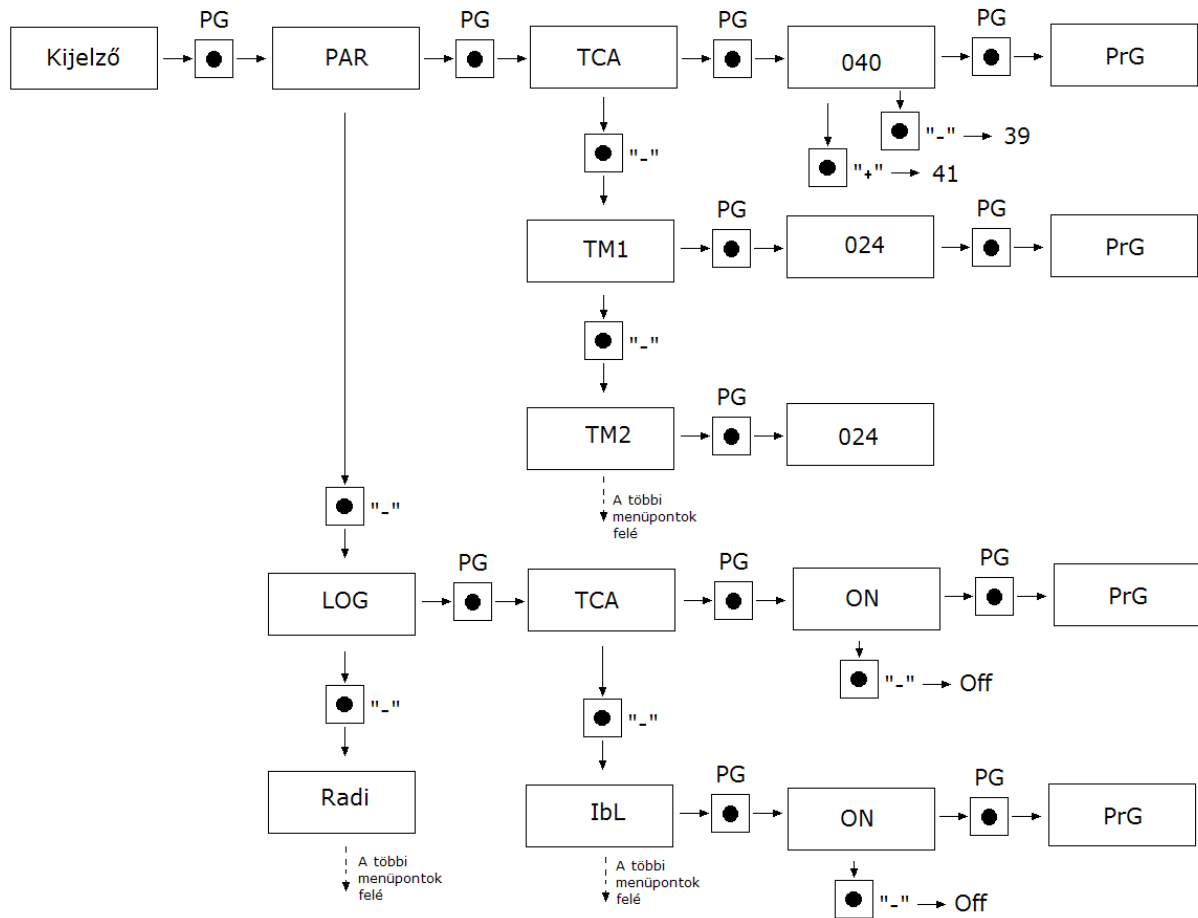 PG PG PG PG
Kijelző PAR TCA 040 PrG
"-" "-" → 39
"+" → 41
PG PG
TM1 024 PrG
"-"
PG
TM2 024
"-"
A többi
menüpontok
felé
PG PG PG
LOG TCA ON PrG
"-" "-" "-" → Off
PG PG
Radi IbL ON PrG
A többi
menüpontok
felé
A többi
menüpontok
felé
"-" → Off